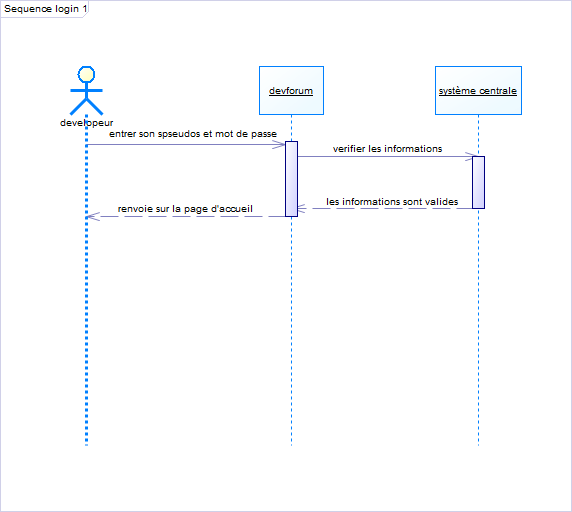 Sequence login 1
devforum
système centrale
developeur
entrer son spseudos et mot de passe
verifier les informations
les informations sont valides
renvoie sur la page d'accueil